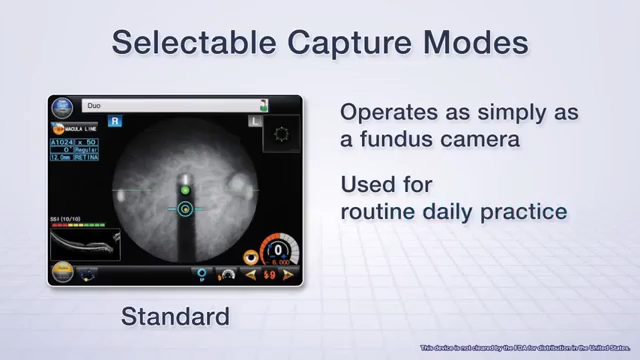 Selectable Capture Modes
Duo
R
L
MACULA LINE
A1024 x 50
0° Regular
12.0mm RETINA
SSI (10/10)
0
- 6.000
Operates as simply as
a fundus camera
Used for
routine daily practice
Standard
This device is not cleared by the FDA for distribution in the United States.